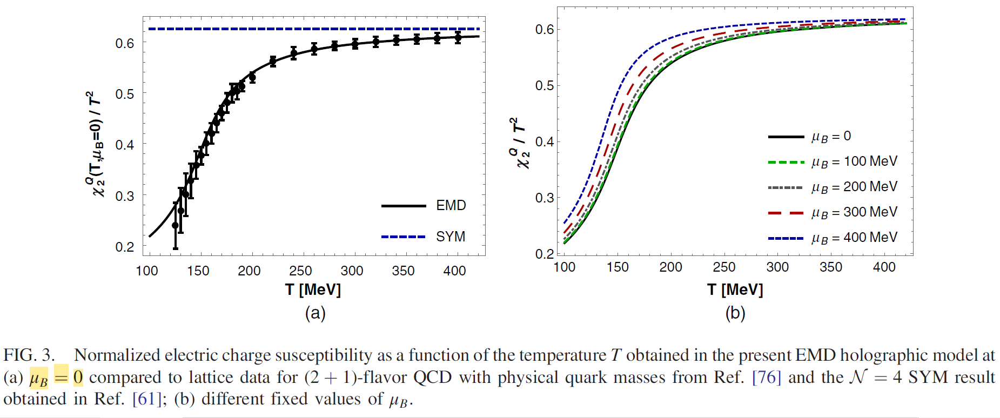 χ₂^Q(T,μ_B=0) / T²
0.6
0.5
0.4
0.3
0.2
EMD
SYM
100 150 200 250 300 350 400
T [MeV]
(a)
χ₂^Q / T²
0.6
0.5
0.4
0.3
0.2
μ_B = 0
μ_B = 100 MeV
μ_B = 200 MeV
μ_B = 300 MeV
μ_B = 400 MeV
100 150 200 250 300 350 400
T [MeV]
(b)
FIG. 3. Normalized electric charge susceptibility as a function of the temperature T obtained in the present EMD holographic model at
(a) μ_B = 0 compared to lattice data for (2 + 1)-flavor QCD with physical quark masses from Ref. [76] and the 𝒩 = 4 SYM result
obtained in Ref. [61]; (b) different fixed values of μ_B.